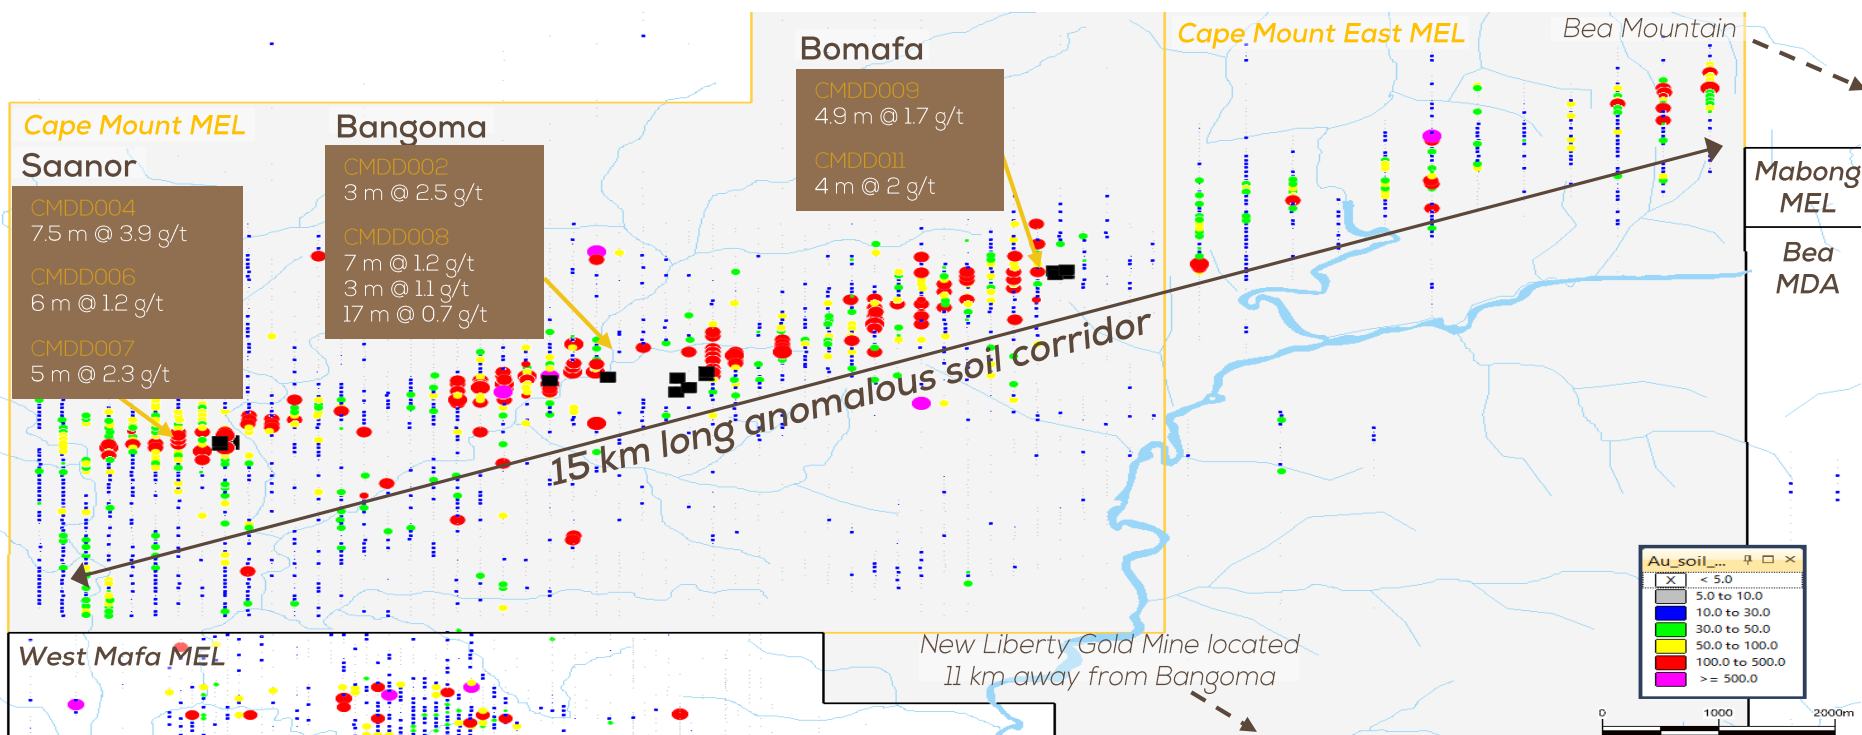 Cape Mount East MEL
Bea Mountain
Bomafa
CMDD009
4.9 m @ 1.7 g/t
CMDD011
4 m @ 2 g/t
Cape Mount MEL
Bangoma
CMDD002
3 m @ 2.5 g/t
CMDD008
7 m @ 1.2 g/t
3 m @ 1.1 g/t
17 m @ 0.7 g/t
Saanor
CMDD004
7.5 m @ 3.9 g/t
CMDD006
6 m @ 1.2 g/t
CMDD007
5 m @ 2.3 g/t
Mabong
MEL
Bea
MDA
15 km long anomalous soil corridor
West Mafa MEL
New Liberty Gold Mine located
11 km away from Bangoma
Au_soil_...
< 5.0
5.0 to 10.0
10.0 to 30.0
30.0 to 50.0
50.0 to 100.0
100.0 to 500.0
>= 500.0
0 1000 2000m